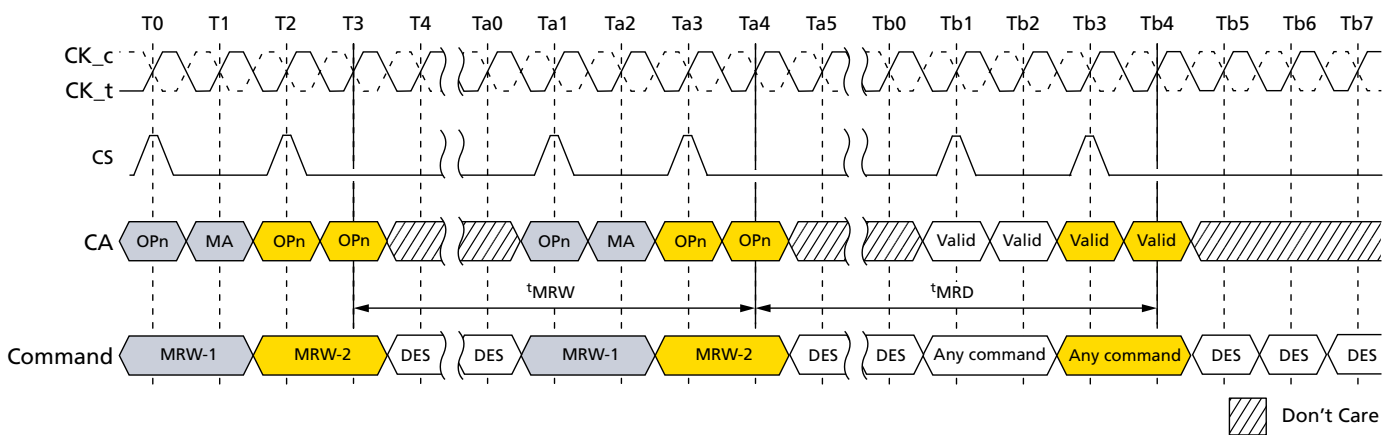 T0 T1 T2 T3 T4 Ta0 Ta1 Ta2 Ta3 Ta4 Ta5 Tb0 Tb1 Tb2 Tb3 Tb4 Tb5 Tb6 Tb7
CK_c
CK_t
CS
CA OPn MA OPn OPn OPn MA OPn OPn Valid Valid Valid Valid
tMRW tMRD
Command MRW-1 MRW-2 DES DES MRW-1 MRW-2 DES DES Any command Any command DES DES DES
Don't Care